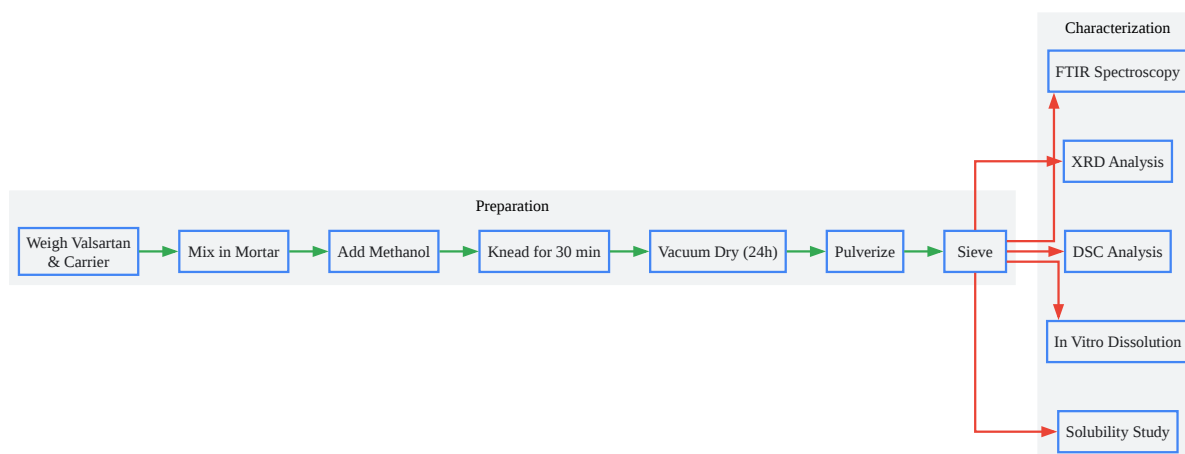 Characterization
FTIR Spectroscopy
XRD Analysis
Preparation
Weigh Valsartan
& Carrier
Mix in Mortar
Add Methanol
Knead for 30 min
Vacuum Dry (24h)
Pulverize
Sieve
DSC Analysis
In Vitro Dissolution
Solubility Study